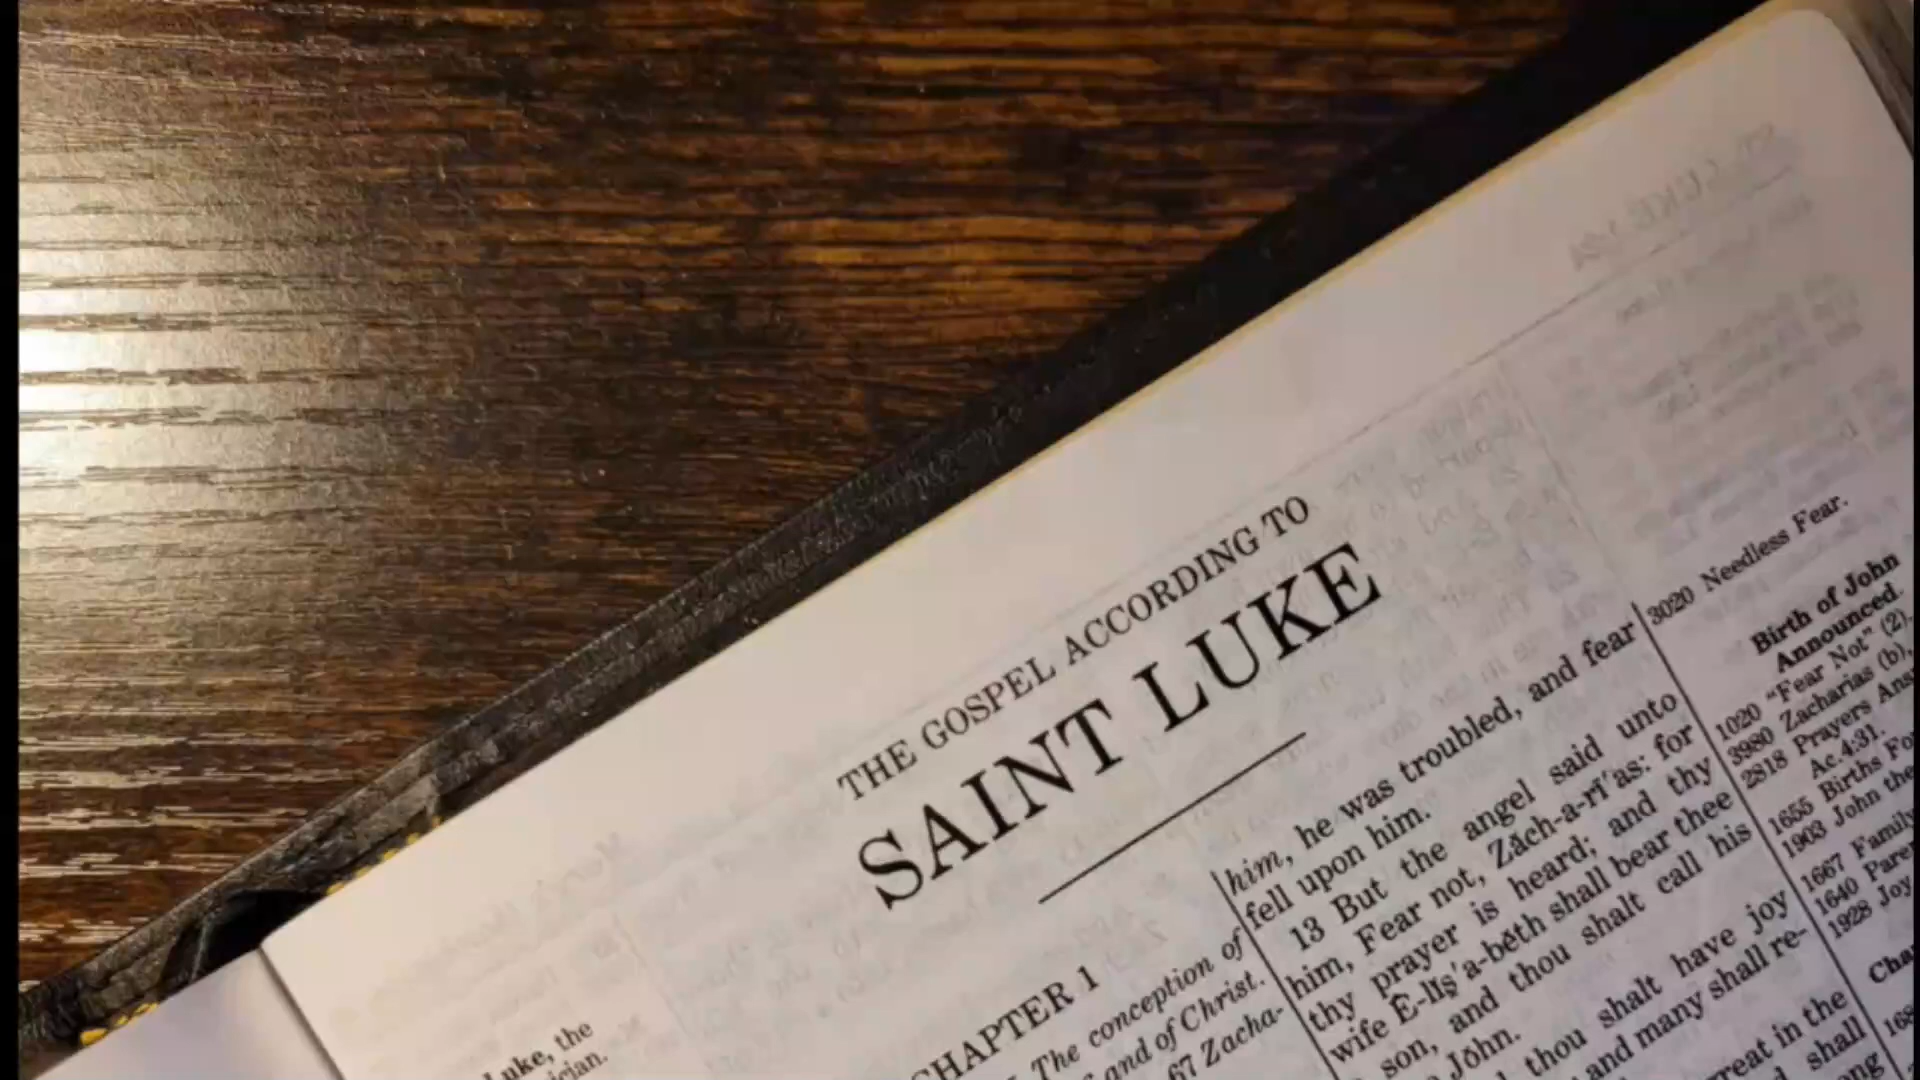 THE GOSPEL ACCORDING TO
SAINT LUKE
Luke, the
CHAPTER 1
The conception of
and of Christ.
67 Zacha-
him, he was troubled, and fear
fell upon him.
13 But the angel said unto
him, Fear not, Zăch-a-rī′as: for
thy prayer is heard; and thy
wife Ē-lĭṣ′a-bĕth shall bear thee
son, and thou shalt call his
John.
thou shalt have joy
and many shall re-
in the
shall
3020 Needless Fear.
Birth of John
Announced.
1020 "Fear Not" (2),
3980 Zacharias (b),
2818 Prayers
Ac.4:31.
1655 Births
1903 John the
1667 Family
1640
1928 Joy